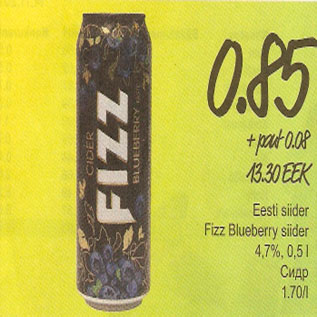 CIDER
FIZZ
BLUEBERRY
0.85
+ pant 0.08
13.30 EEK
Eesti siider
Fizz Blueberry siider
4,7%, 0,5 l
Сидр
1.70/l